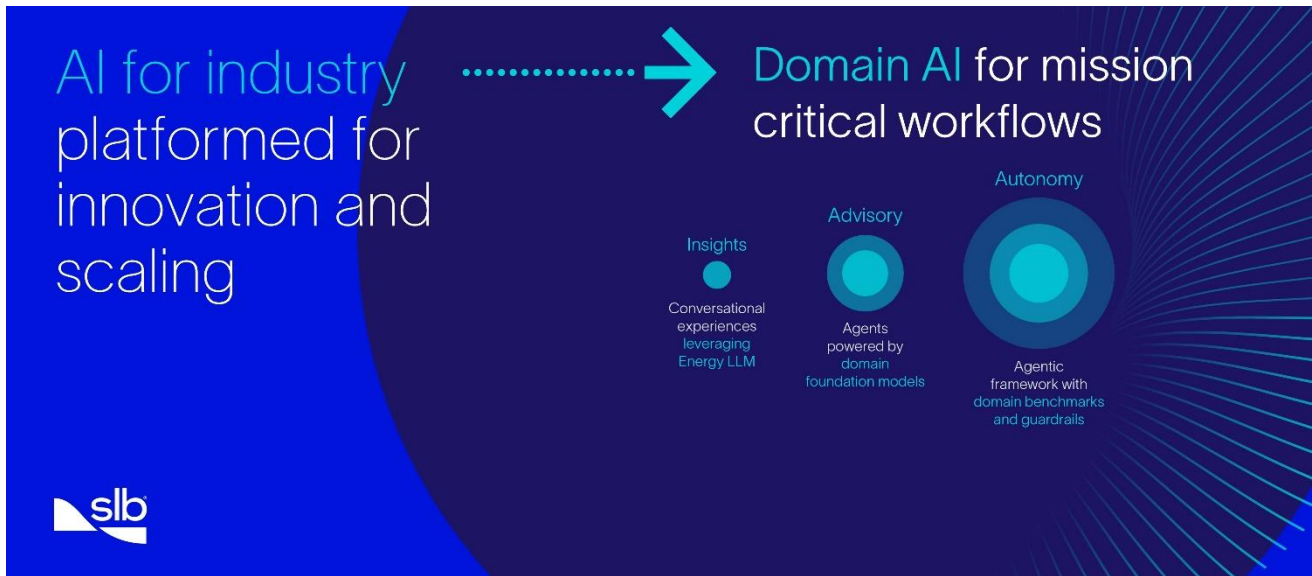 AI for industry
platformed for
innovation and
scaling
Domain AI for mission
critical workflows
Insights
Conversational
experiences
leveraging
Energy LLM
Advisory
Agents
powered by
domain
foundation models
Autonomy
Agentic
framework with
domain benchmarks
and guardrails
slb